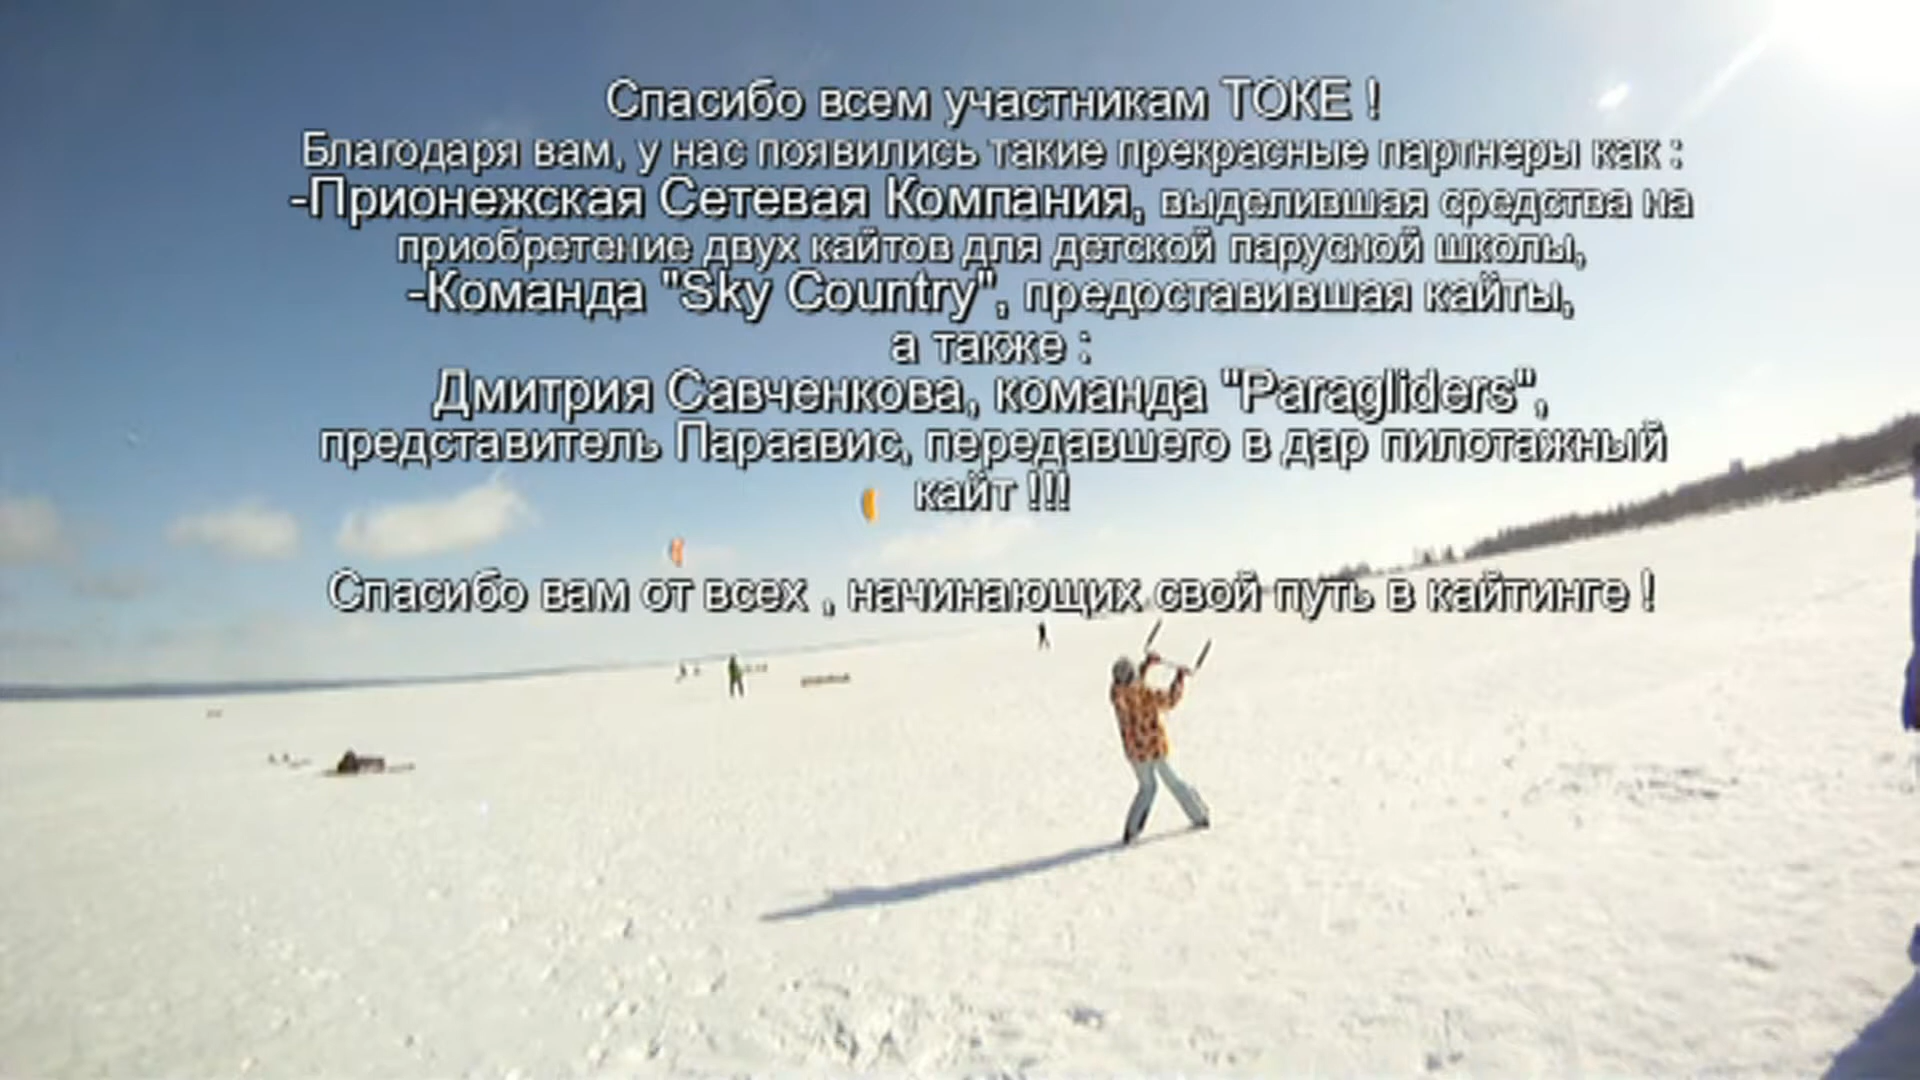 Спасибо всем участникам ТОКЕ !
Благодаря вам, у нас появились такие прекрасные партнеры как :
-Прионежская Сетевая Компания, выделившая средства на
приобретение двух кайтов для детской парусной школы,
-Команда "Sky Country", предоставившая кайты,
а также :
Дмитрия Савченкова, команда "Paragliders",
представитель Параавис, передавшего в дар пилотажный
кайт !!!
Спасибо вам от всех , начинающих свой путь в кайтинге !